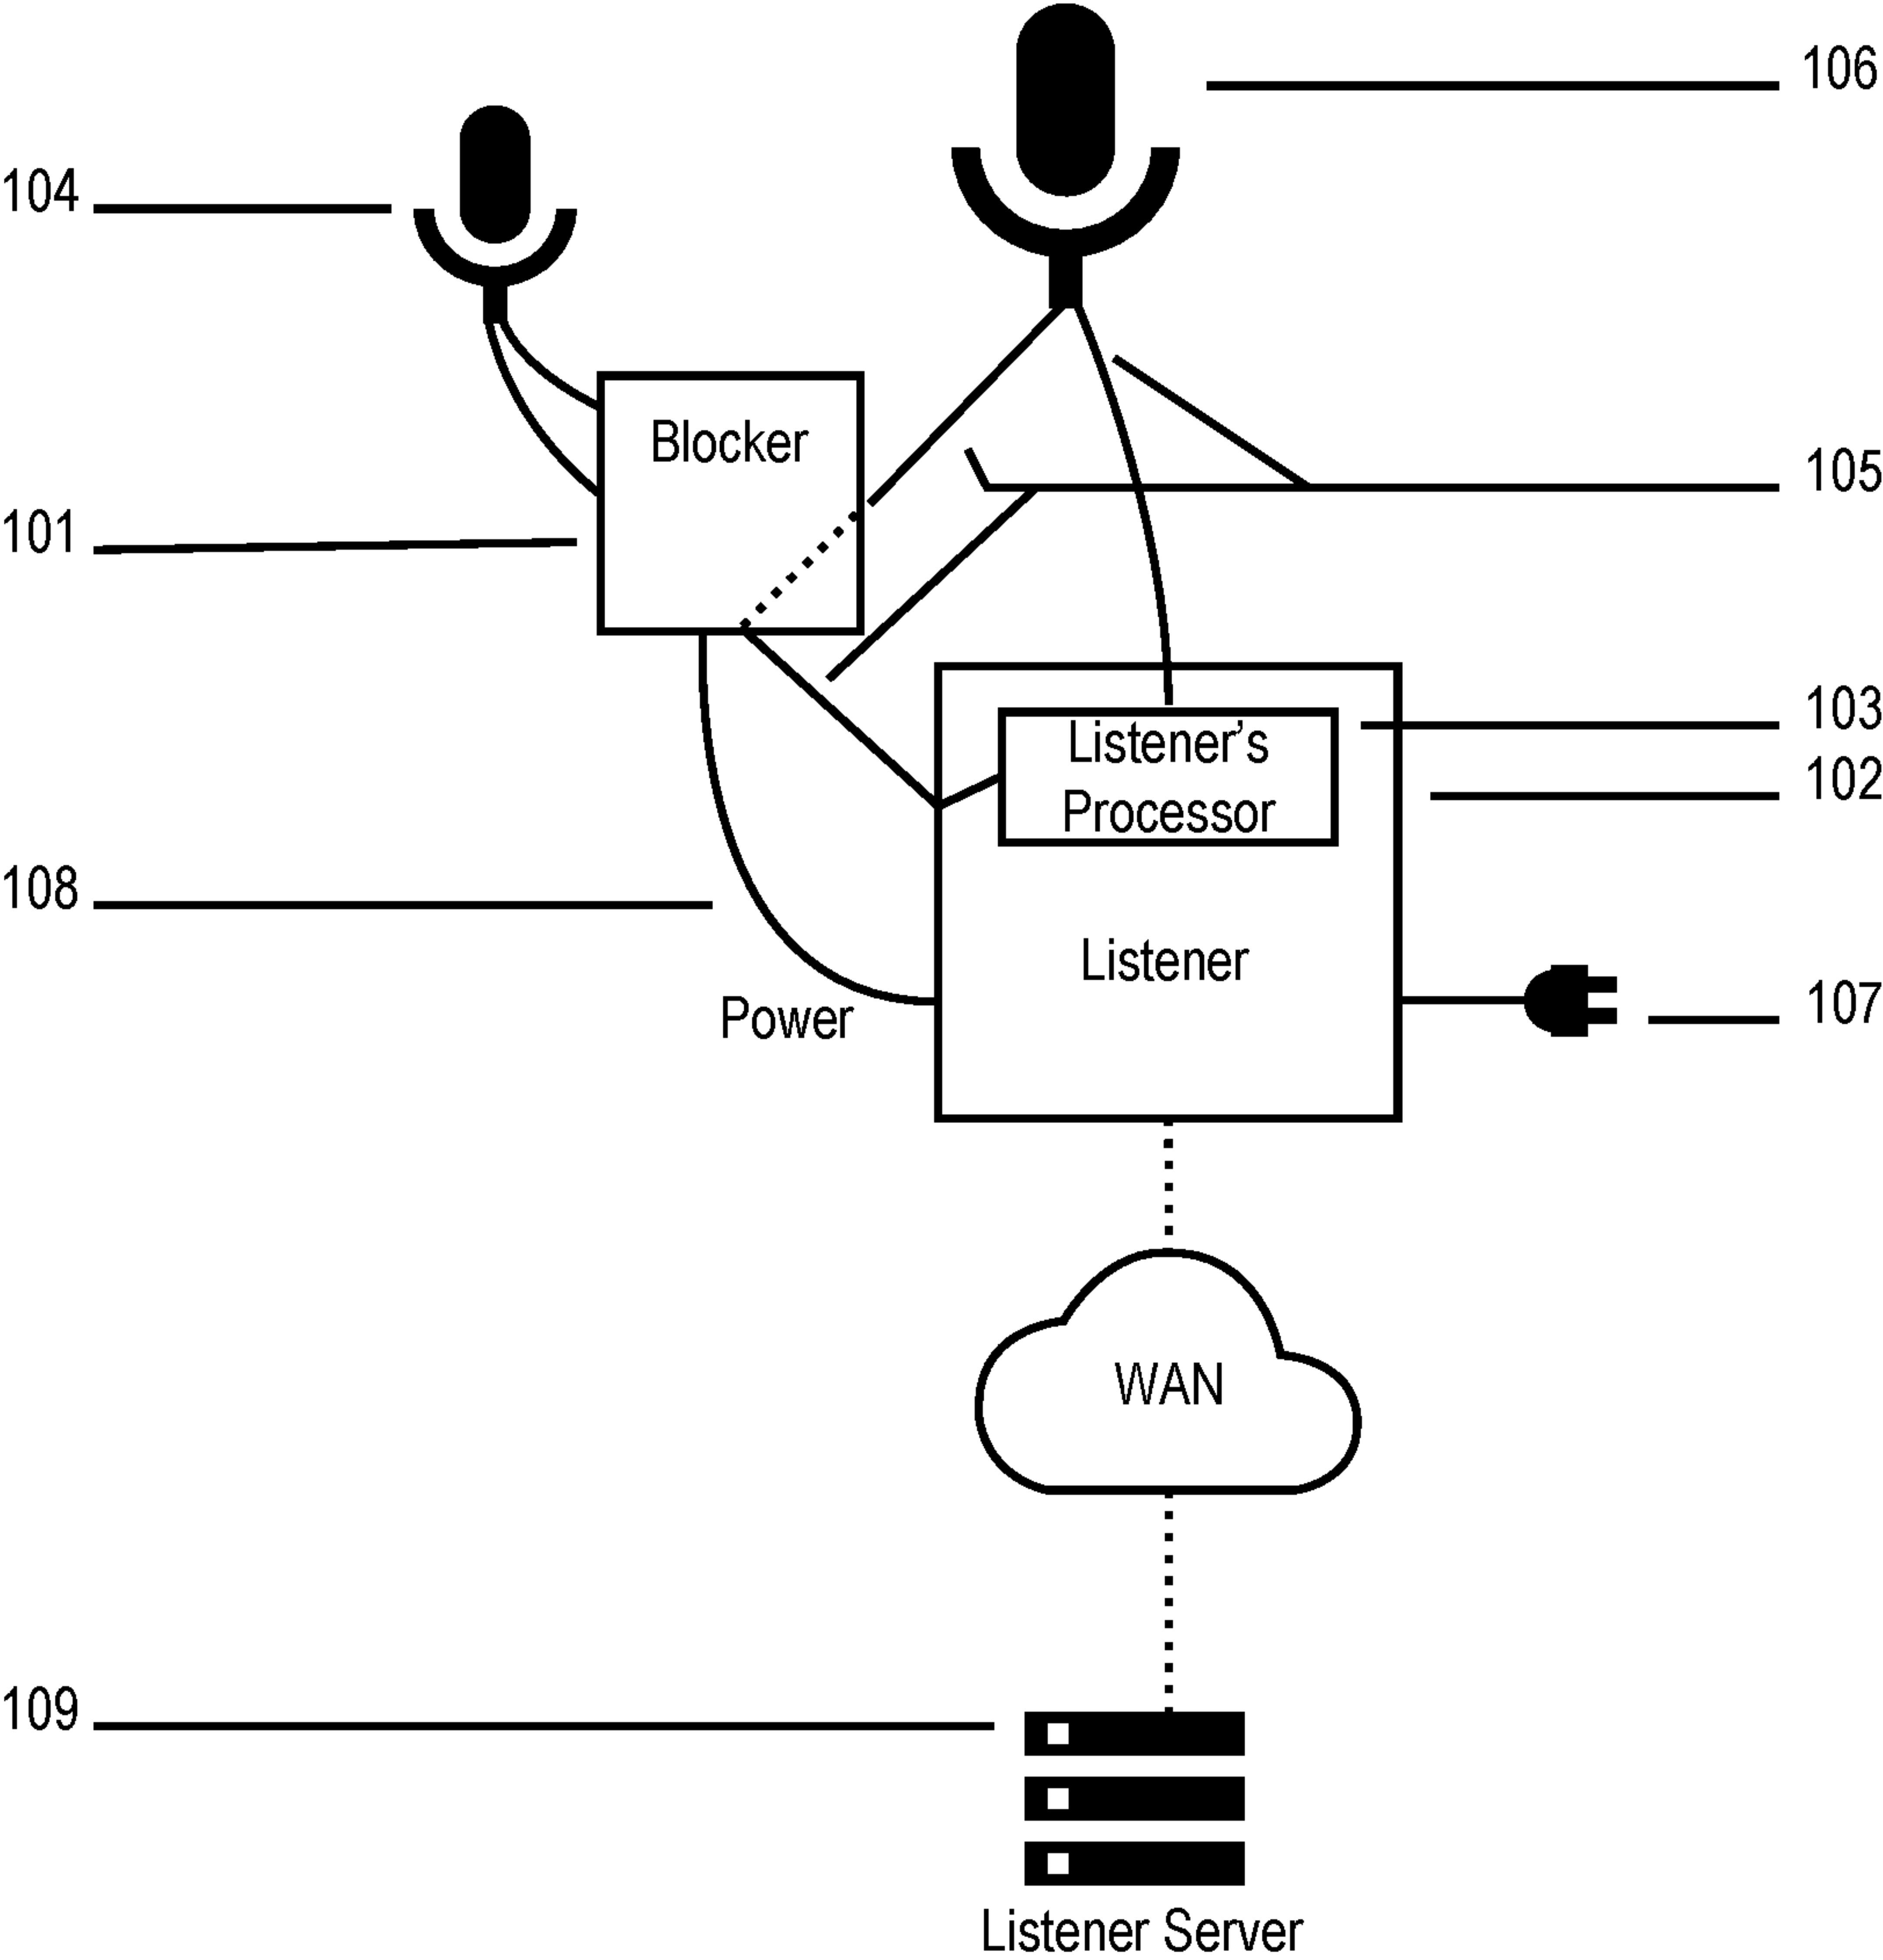 106
104
Blocker
105
101
103
Listener's
Processor
102
108
Listener
107
Power
WAN
109
Listener Server